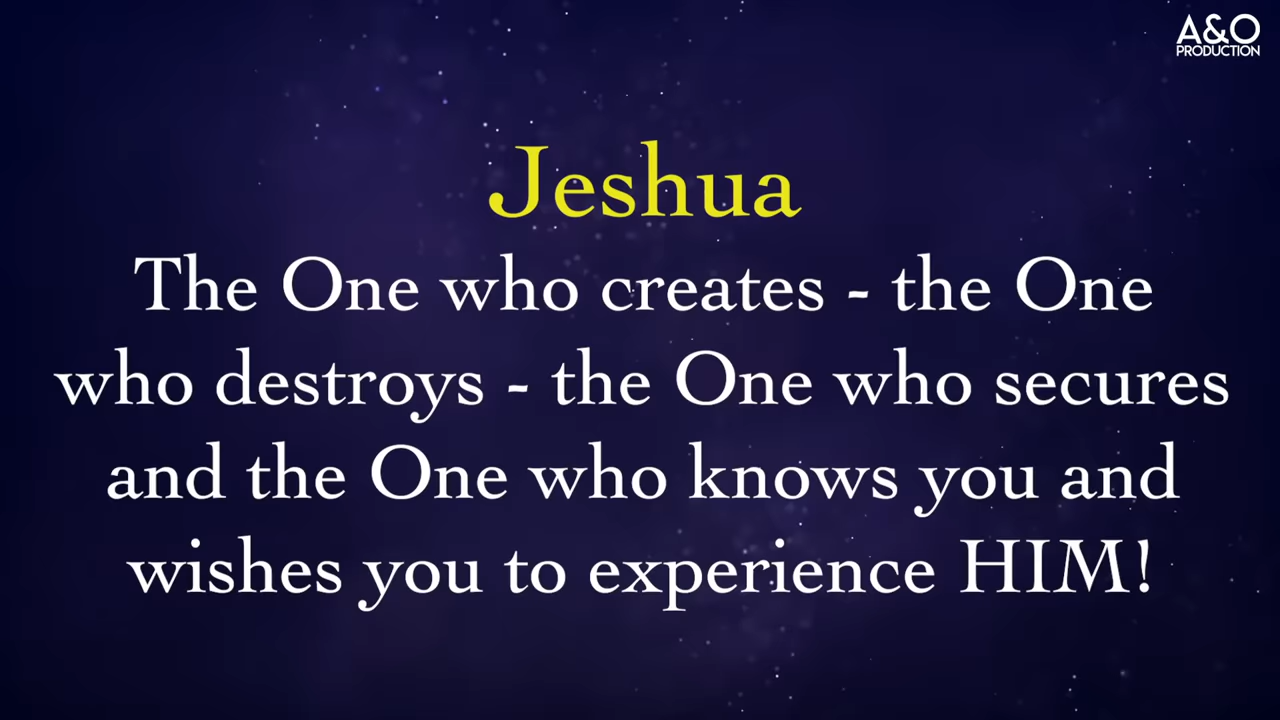 A&O
PRODUCTION
Jeshua
The One who creates - the One
who destroys - the One who secures
and the One who knows you and
wishes you to experience HIM!